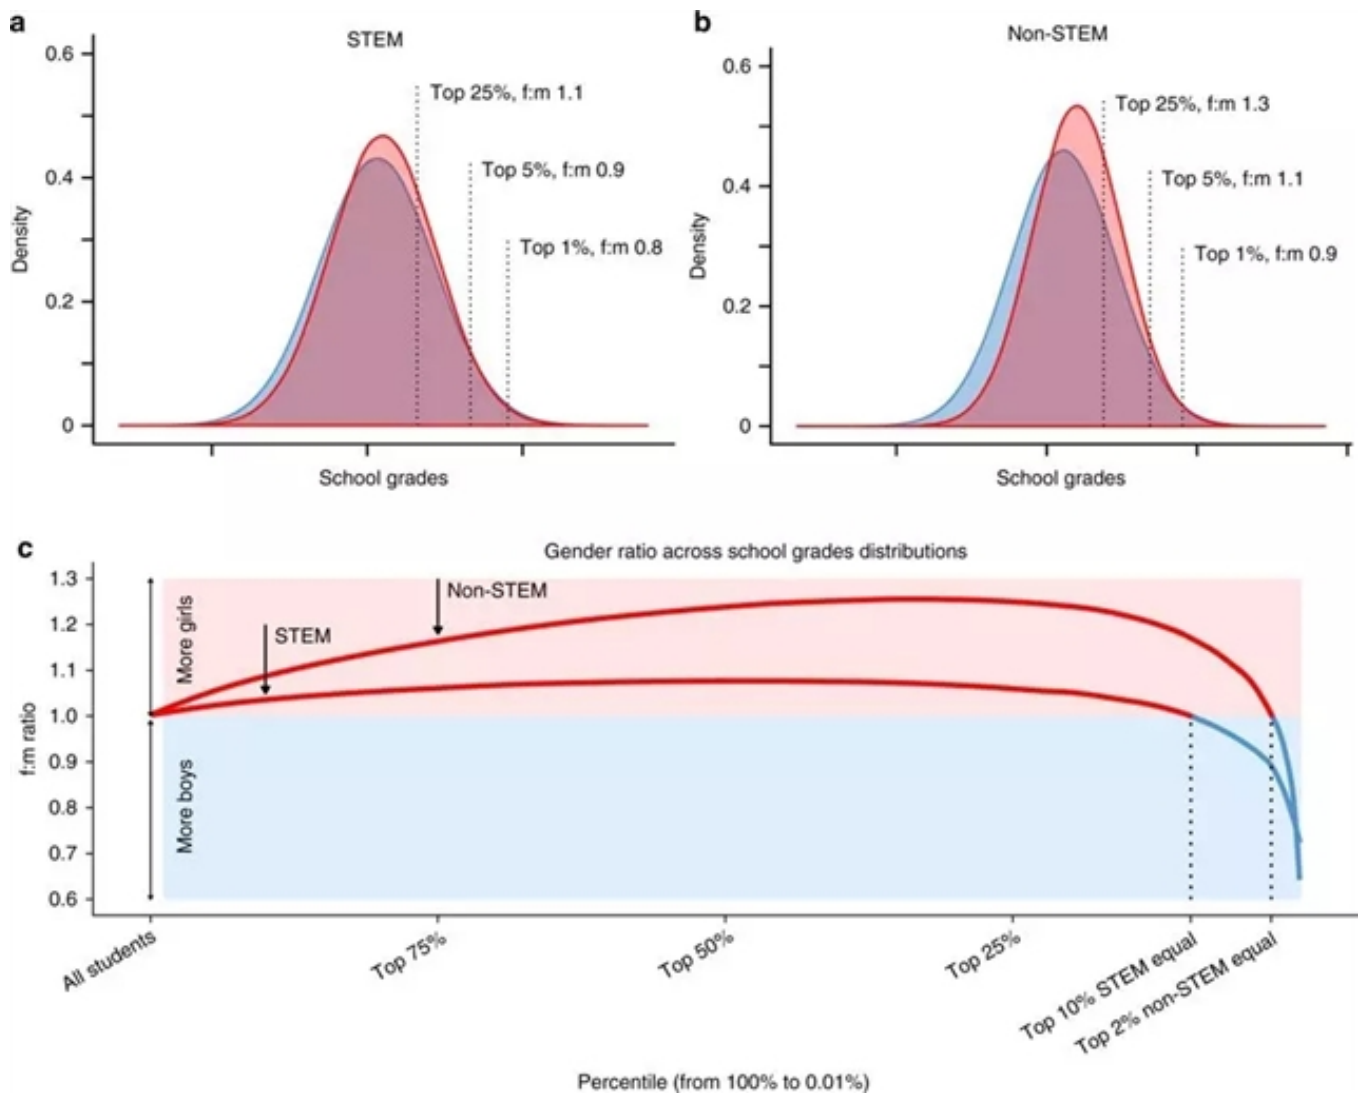 a
STEM
0.6
0.4
0.2
0
Density
Top 25%, f:m 1.1
Top 5%, f:m 0.9
Top 1%, f:m 0.8
School grades
b
Non-STEM
0.6
0.4
0.2
0
Density
Top 25%, f:m 1.3
Top 5%, f:m 1.1
Top 1%, f:m 0.9
School grades
c
Gender ratio across school grades distributions
1.3
1.2
1.1
1.0
0.9
0.8
0.7
0.6
f:m ratio
More girls
More boys
STEM
Non-STEM
All students
Top 75%
Top 50%
Top 25%
Top 10% STEM equal
Top 2% non-STEM equal
Percentile (from 100% to 0.01%)